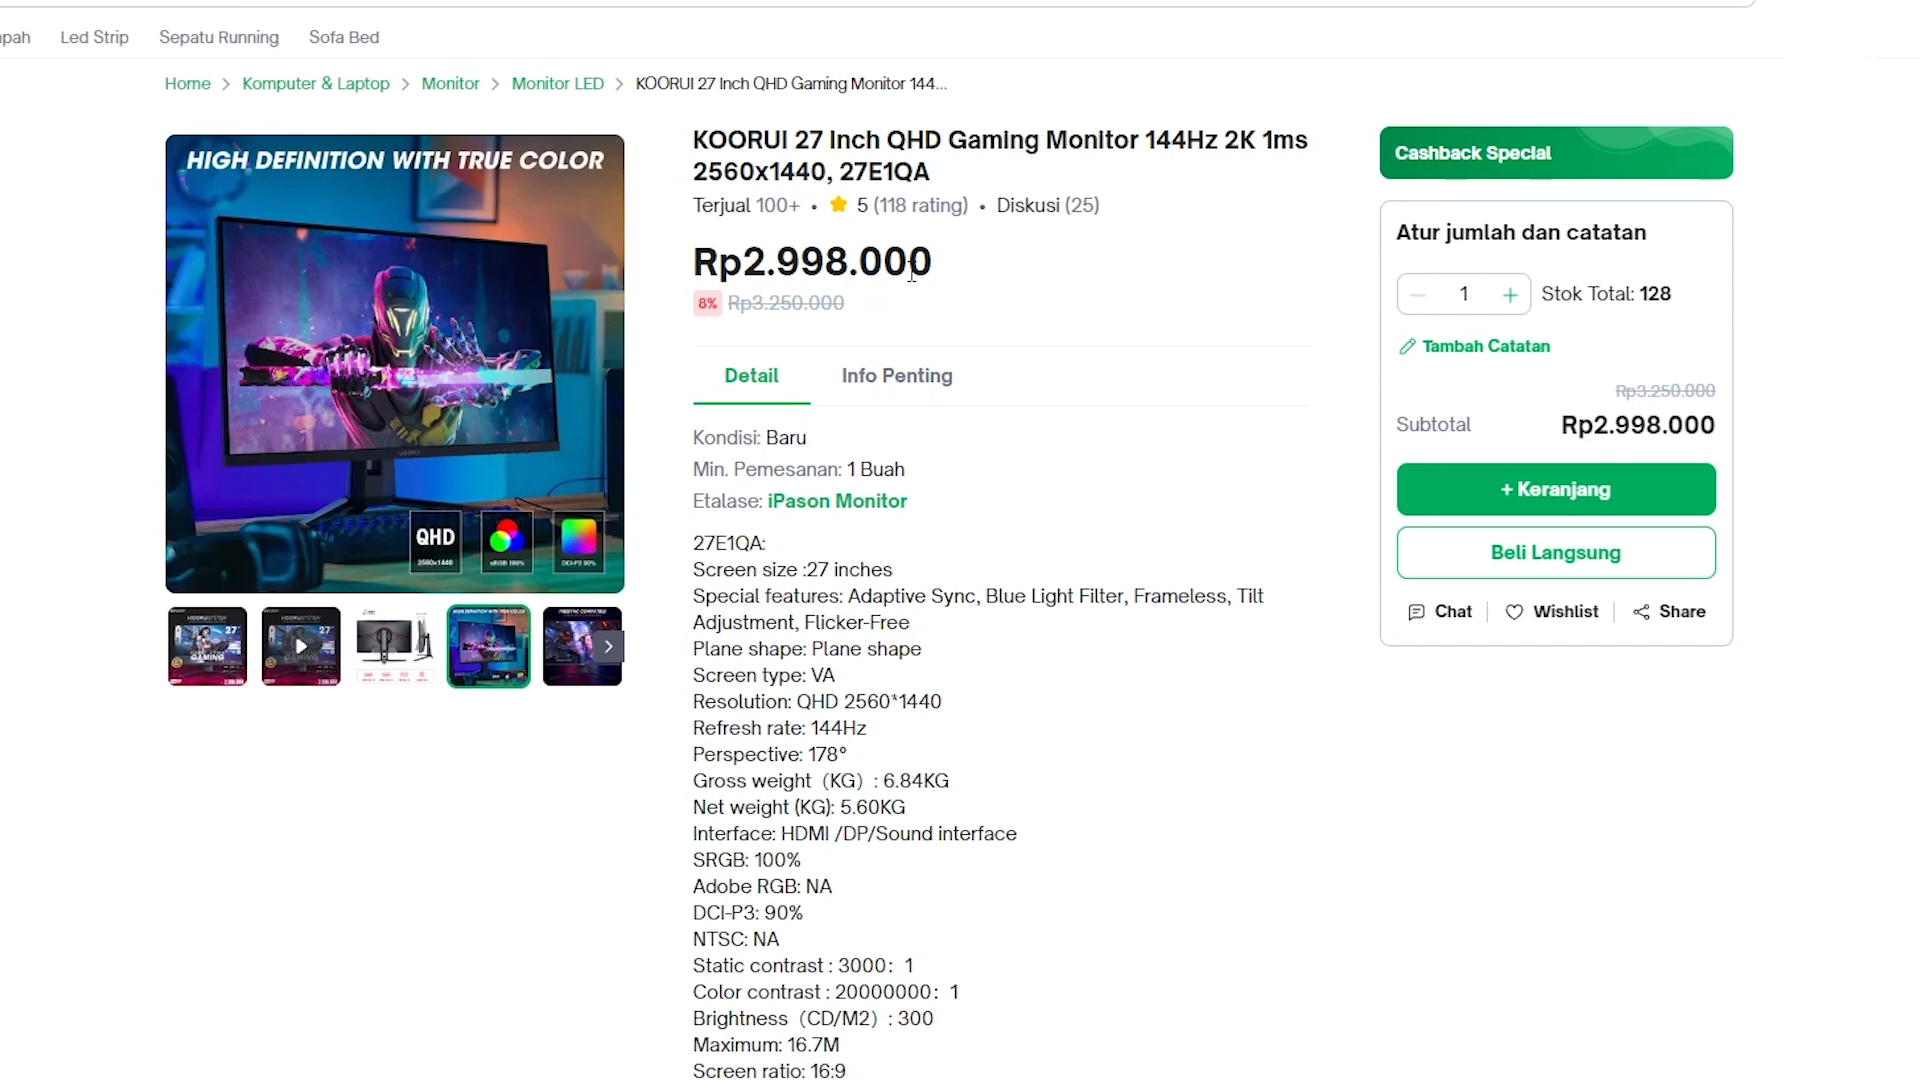 Led Strip
Sepatu Running
Sofa Bed
Home > Komputer & Laptop > Monitor > Monitor LED > KOORUI 27 Inch QHD Gaming Monitor 144...
HIGH DEFINITION WITH TRUE COLOR
QHD
2560x1440
sRGB 100%
DCI-P3 90%
KOORUI 27 Inch QHD Gaming Monitor 144Hz 2K 1ms
2560x1440, 27E1QA
Terjual 100+ • 5 (118 rating) • Diskusi (25)
Rp2.998.000
8% Rp3.250.000
Detail
Info Penting
Kondisi: Baru
Min. Pemesanan: 1 Buah
Etalase: iPason Monitor
27E1QA:
Screen size :27 inches
Special features: Adaptive Sync, Blue Light Filter, Frameless, Tilt
Adjustment, Flicker-Free
Plane shape: Plane shape
Screen type: VA
Resolution: QHD 2560*1440
Refresh rate: 144Hz
Perspective: 178°
Gross weight（KG）: 6.84KG
Net weight (KG): 5.60KG
Interface: HDMI /DP/Sound interface
SRGB: 100%
Adobe RGB: NA
DCI-P3: 90%
NTSC: NA
Static contrast : 3000：1
Color contrast : 20000000：1
Brightness（CD/M2）: 300
Maximum: 16.7M
Screen ratio: 16:9
Cashback Special
Atur jumlah dan catatan
1
Stok Total: 128
Tambah Catatan
Rp3.250.000
Subtotal
Rp2.998.000
+ Keranjang
Beli Langsung
Chat
Wishlist
Share